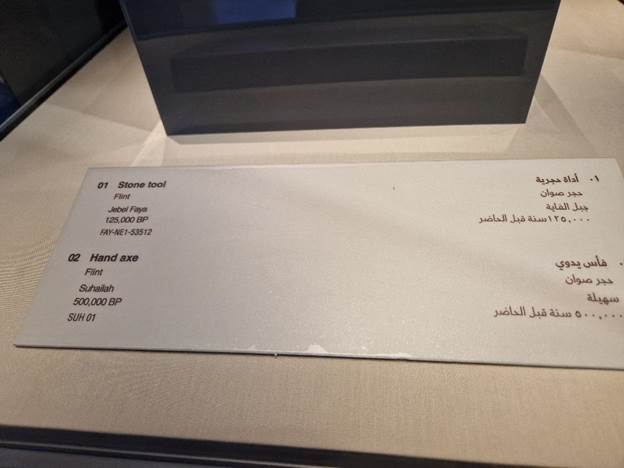 01 Stone tool
Flint
Jebel Faya
125,000 BP
FAY-NE1-53512
02 Hand axe
Flint
Suhailah
500,000 BP
SUH 01
٠١ أداة حجرية
حجر صوان
جبل الفاية
١٢٥,٠٠٠ سنة قبل الحاضر
فأس يدوي
حجر صوان
سهيلة
٥٠٠,٠٠٠ سنة قبل الحاضر